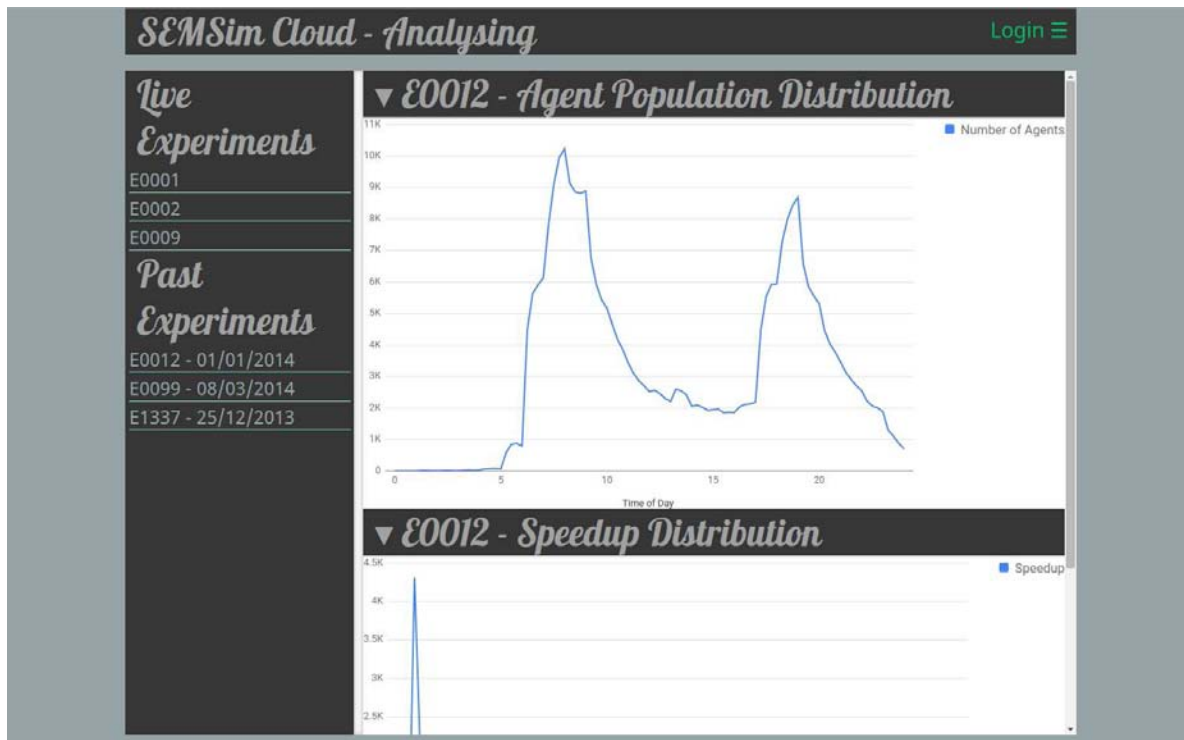 SEMSim Cloud - Analysing
Login ☰
Live
Experiments
E0001
E0002
E0009
Past
Experiments
E0012 - 01/01/2014
E0099 - 08/03/2014
E1337 - 25/12/2013
▼ E0012 - Agent Population Distribution
Number of Agents
11K
10K
9K
8K
7K
6K
5K
4K
3K
2K
1K
0
0 5 10 15 20
Time of Day
▼ E0012 - Speedup Distribution
Speedup
4.5K
4K
3.5K
3K
2.5K